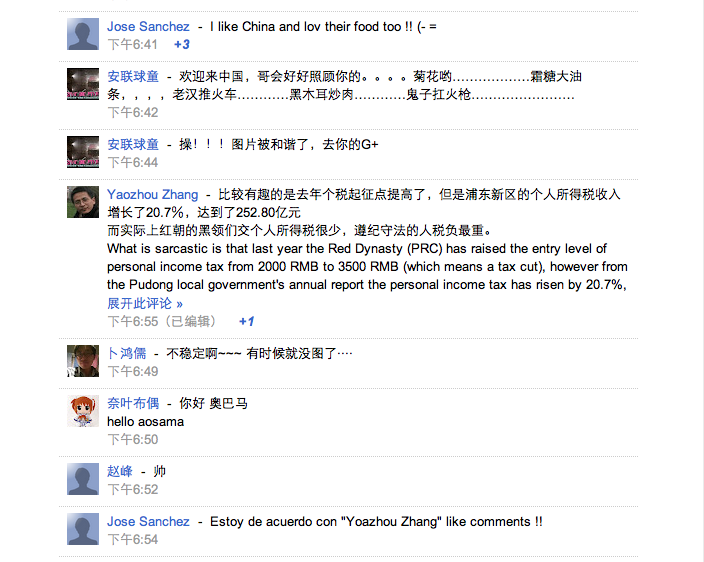 Jose Sanchez - I like China and lov their food too !! (- =
下午6:41 +3
安联球童 - 欢迎来中国，哥会好好照顾你的。。。。菊花哟………………霜糖大油
条，，，，老汉推火车…………黑木耳炒肉…………鬼子扛火枪……………………
下午6:42
安联球童 - 操！！！图片被和谐了，去你的G+
下午6:44
Yaozhou Zhang - 比较有趣的是去年个税起征点提高了，但是浦东新区的个人所得税收入
增长了20.7%，达到了252.80亿元
而实际上红朝的黑领们交个人所得税很少，遵纪守法的人税负最重。
What is sarcastic is that last year the Red Dynasty (PRC) has raised the entry level of
personal income tax from 2000 RMB to 3500 RMB (which means a tax cut), however from
the Pudong local government's annual report the personal income tax has risen by 20.7%,
展开此评论 »
下午6:55（已编辑） +1
卜鸿儒 - 不稳定啊~~~ 有时候就没图了····
下午6:49
奈叶布偶 - 你好 奥巴马
hello aosama
下午6:50
赵峰 - 帅
下午6:52
Jose Sanchez - Estoy de acuerdo con "Yoazhou Zhang" like comments !!
下午6:54